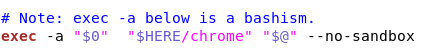 # Note: exec -a below is a bashism.
exec -a "$0"  "$HERE/chrome" "$@" --no-sandbox